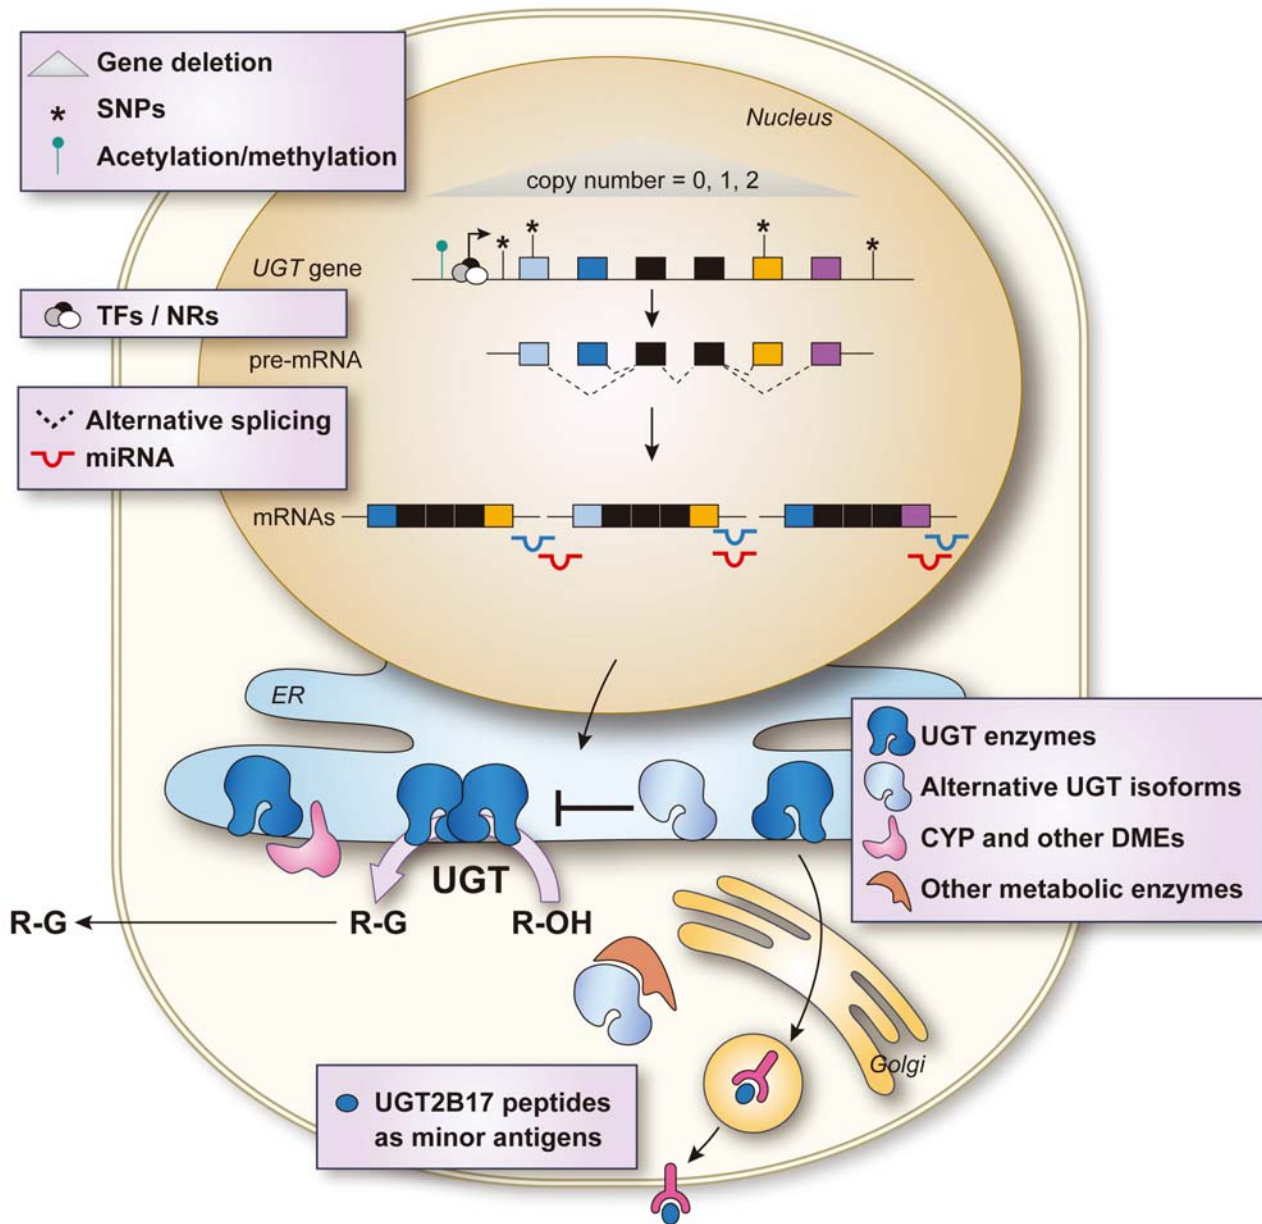 Gene deletion
* SNPs
Acetylation/methylation
Nucleus
copy number = 0, 1, 2
* * * *
UGT gene
TFs / NRs
pre-mRNA
Alternative splicing
miRNA
mRNAs
ER
UGT enzymes
Alternative UGT isoforms
CYP and other DMEs
Other metabolic enzymes
UGT
R-G R-G R-OH
Golgi
UGT2B17 peptides
as minor antigens